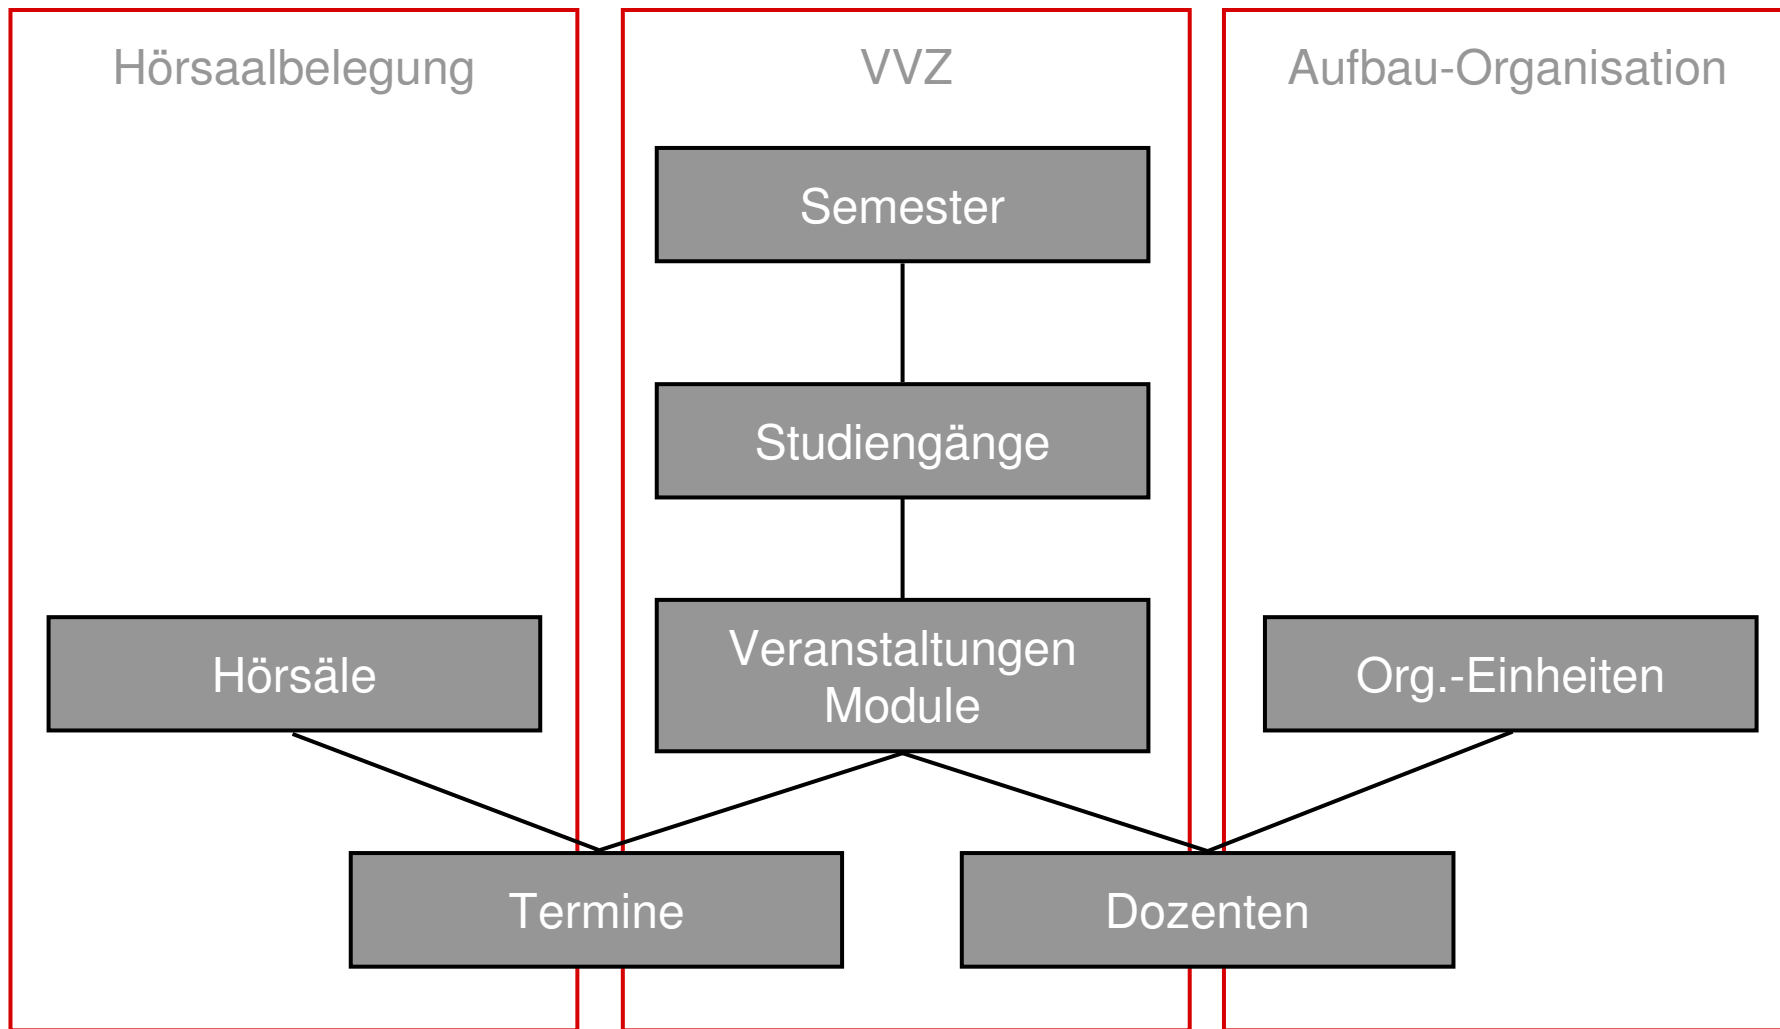 Hörsaalbelegung
VVZ
Aufbau-Organisation
Semester
Studiengänge
Hörsäle
Veranstaltungen
Module
Org.-Einheiten
Termine
Dozenten